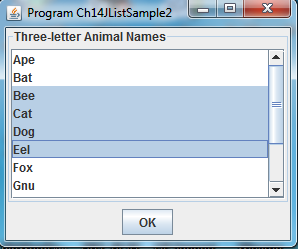 Program Ch14JListSample2
Three-letter Animal Names
Ape
Bat
Bee
Cat
Dog
Eel
Fox
Gnu
OK